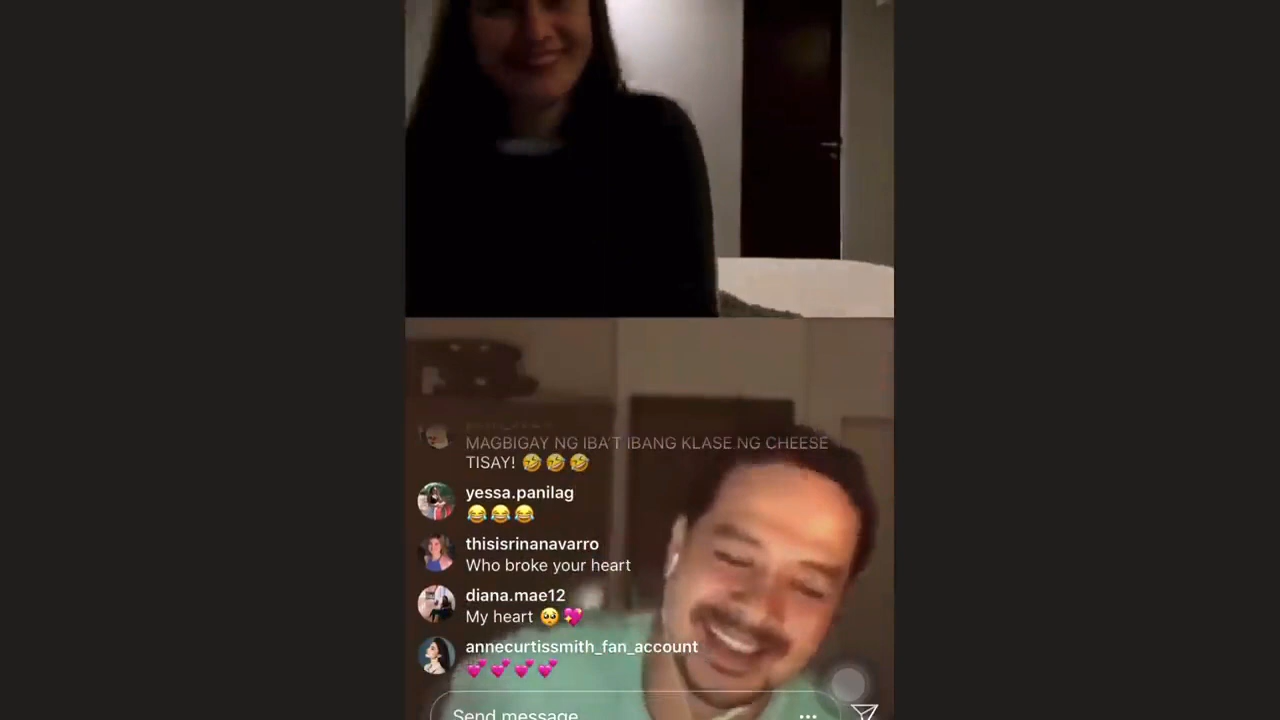 MAGBIGAY NG IBA'T IBANG KLASE NG CHEESE
TISAY! 🤣🤣🤣
yessa.panilag
😂😂😂
thisisrinanavarro
Who broke your heart
diana.mae12
My heart 🥺💖
annecurtissmith_fan_account
💕💕💕💕
Send message